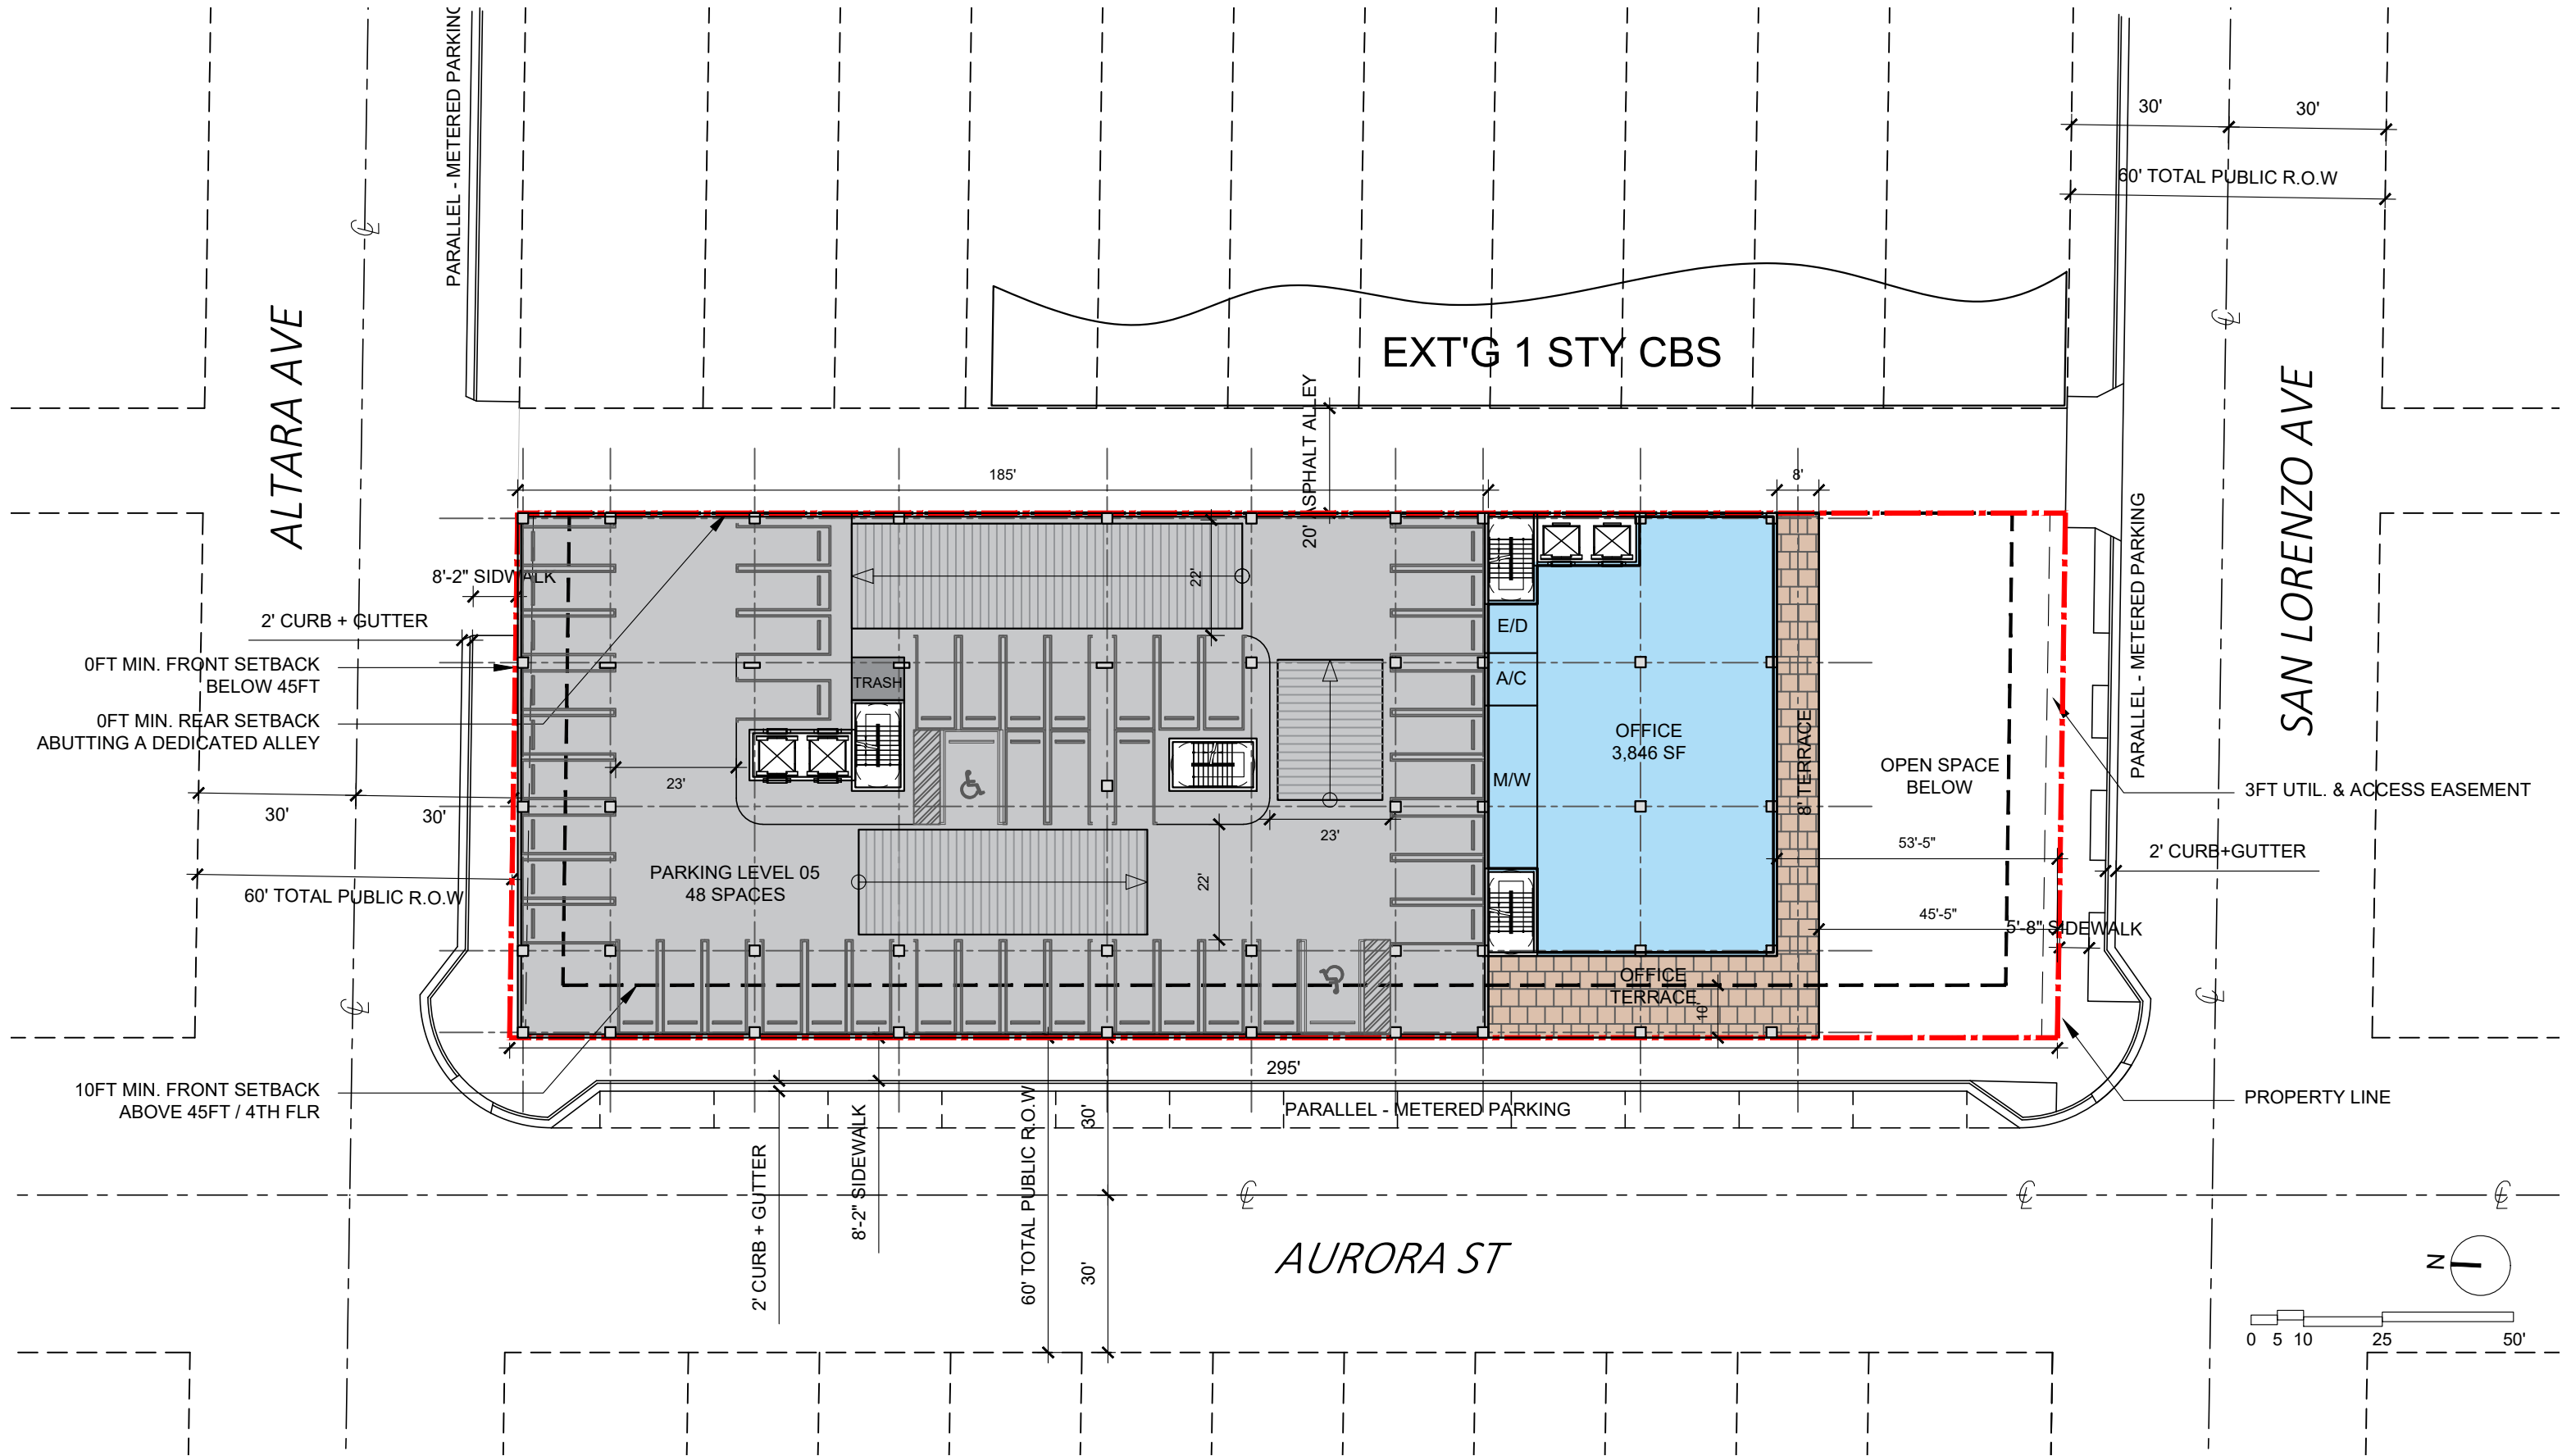 PARALLEL - METERED PARKING
30'
30'
60' TOTAL PUBLIC R.O.W
ALTARA AVE
EXT'G 1 STY CBS
20' ASPHALT ALLEY
SAN LORENZO AVE
185'
8'
PARALLEL - METERED PARKING
8'-2" SIDWALK
2' CURB + GUTTER
22'
E/D
0FT MIN. FRONT SETBACK
BELOW 45FT
TRASH
A/C
0FT MIN. REAR SETBACK
ABUTTING A DEDICATED ALLEY
OFFICE
3,846 SF
8' TERRACE
OPEN SPACE
BELOW
23'
M/W
3FT UTIL. & ACCESS EASEMENT
30'
30'
23'
53'-5"
2' CURB+GUTTER
PARKING LEVEL 05
48 SPACES
22'
60' TOTAL PUBLIC R.O.W
45'-5"
5'-8" SIDEWALK
OFFICE
TERRACE
10'
295'
10FT MIN. FRONT SETBACK
ABOVE 45FT / 4TH FLR
PARALLEL - METERED PARKING
PROPERTY LINE
2' CURB + GUTTER
8'-2" SIDEWALK
60' TOTAL PUBLIC R.O.W
30'
30'
AURORA ST
N
0 5 10 25 50'